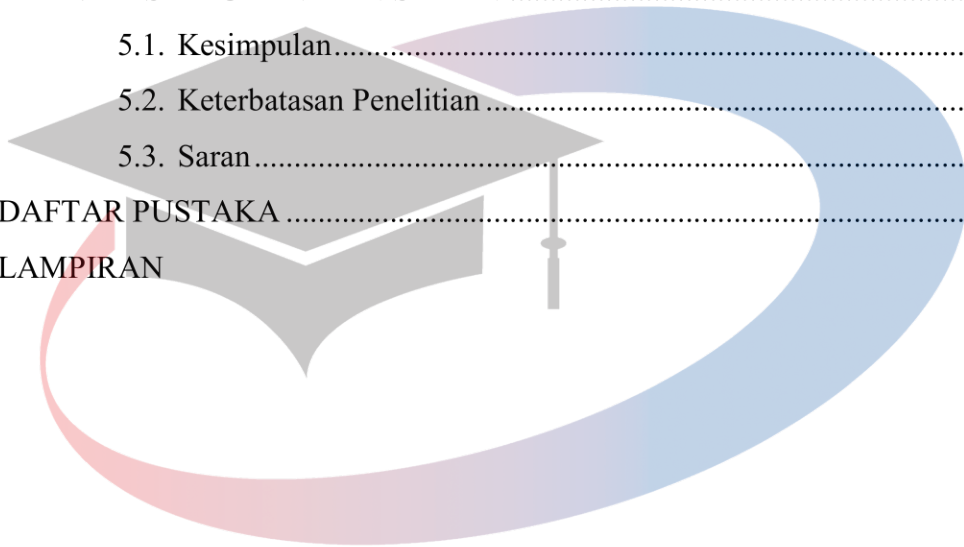 5.1. Kesimpulan....................................................................................
5.2. Keterbatasan Penelitian..................................................................
5.3. Saran...............................................................................................
DAFTAR PUSTAKA..................................................................................
LAMPIRAN